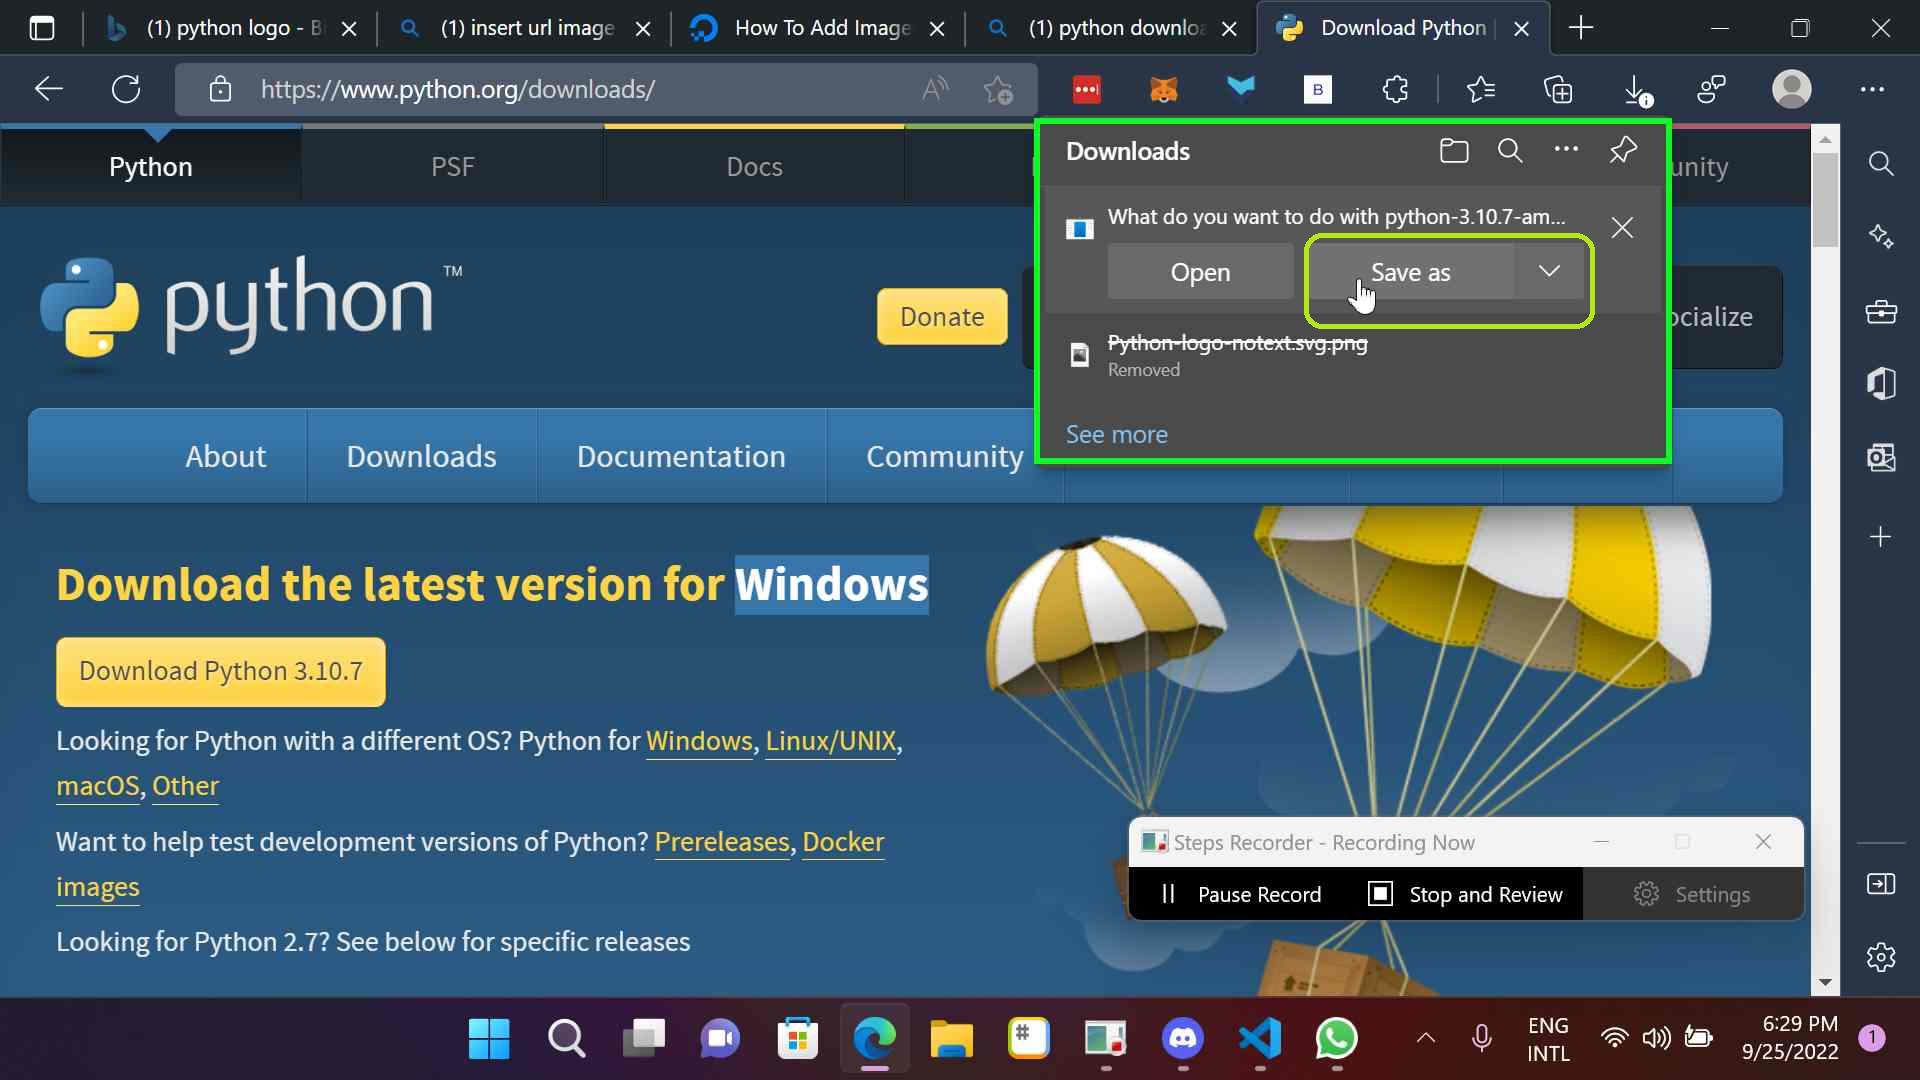 (1) python logo - Bi
(1) insert url image
How To Add Image
(1) python downlo
Download Python |
https://www.python.org/downloads/
B
Python
PSF
Docs
unity
Downloads
What do you want to do with python-3.10.7-am...
Open
Save as
Python-logo-notext.svg.png
Removed
See more
python
TM
Donate
ocialize
About
Downloads
Documentation
Community
Download the latest version for Windows
Download Python 3.10.7
Looking for Python with a different OS? Python for Windows, Linux/UNIX,
macOS, Other
Want to help test development versions of Python? Prereleases, Docker
images
Looking for Python 2.7? See below for specific releases
Steps Recorder - Recording Now
Pause Record
Stop and Review
Settings
ENG
INTL
6:29 PM
9/25/2022
1